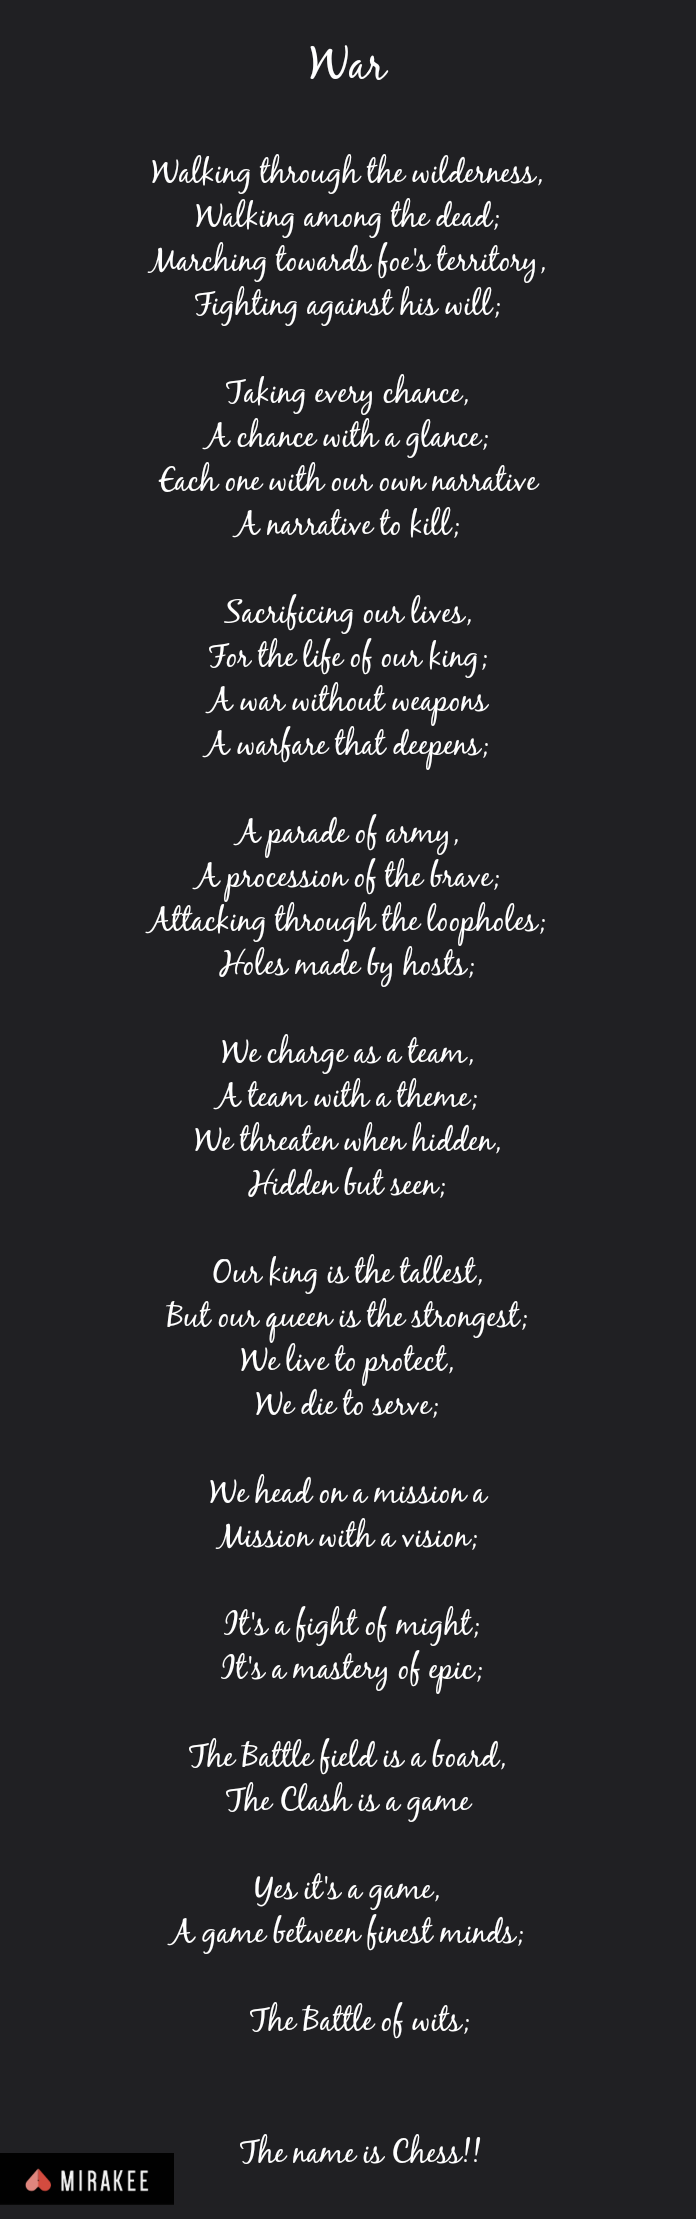 War
Walking through the wilderness,
Walking among the dead;
Marching towards foe's territory,
Fighting against his will;
Taking every chance,
A chance with a glance;
Each one with our own narrative
A narrative to kill;
Sacrificing our lives,
For the life of our king;
A war without weapons
A warfare that deepens;
A parade of army,
A procession of the brave;
Attacking through the loopholes;
Holes made by hosts;
We charge as a team,
A team with a theme;
We threaten when hidden,
Hidden but seen;
Our king is the tallest,
But our queen is the strongest;
We live to protect,
We die to serve;
We head on a mission a
Mission with a vision;
It's a fight of might;
It's a mastery of epic;
The Battle field is a board,
The Clash is a game
Yes it's a game,
A game between finest minds;
The Battle of wits;
The name is Chess!!
MIRAKEE